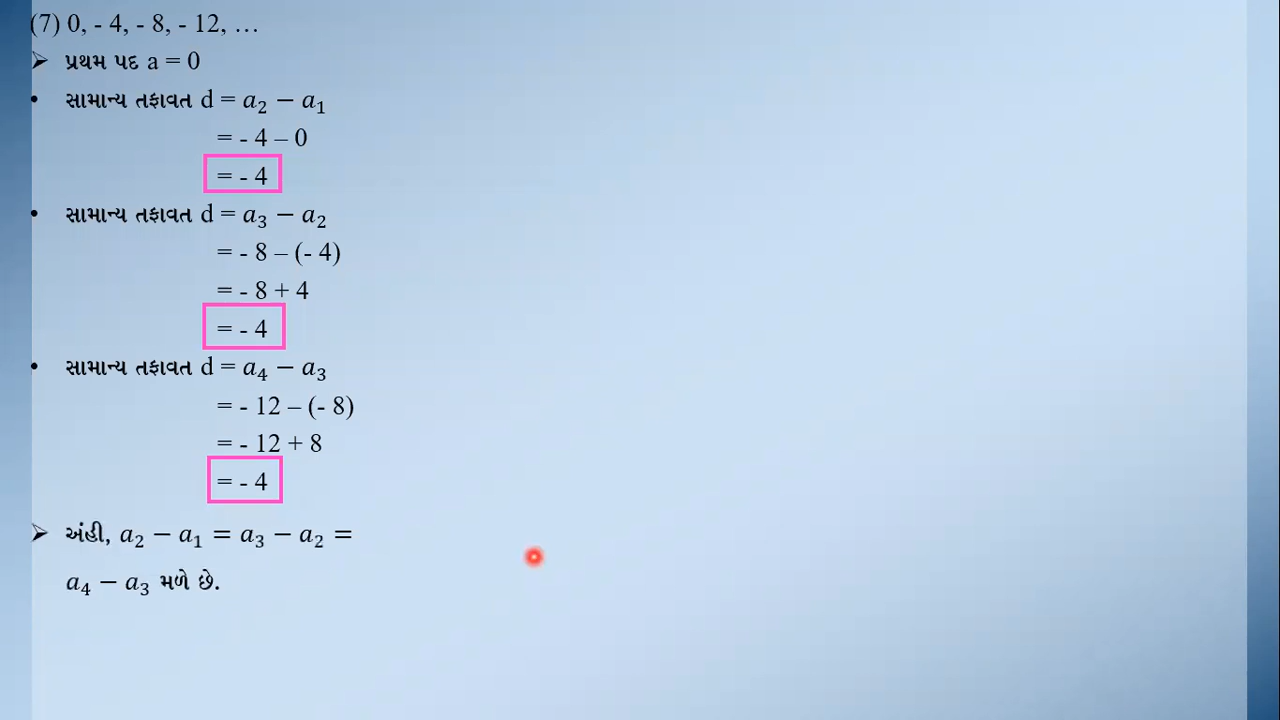 (7) 0, - 4, - 8, - 12, …
➢ પ્રથમ પદ a = 0
• સામાન્ય તફાવત d = a₂ − a₁
= - 4 – 0
= - 4
• સામાન્ય તફાવત d = a₃ − a₂
= - 8 – (- 4)
= - 8 + 4
= - 4
• સામાન્ય તફાવત d = a₄ − a₃
= - 12 – (- 8)
= - 12 + 8
= - 4
➢ અંહી, a₂ − a₁ = a₃ − a₂ =
a₄ − a₃ મળે છે.